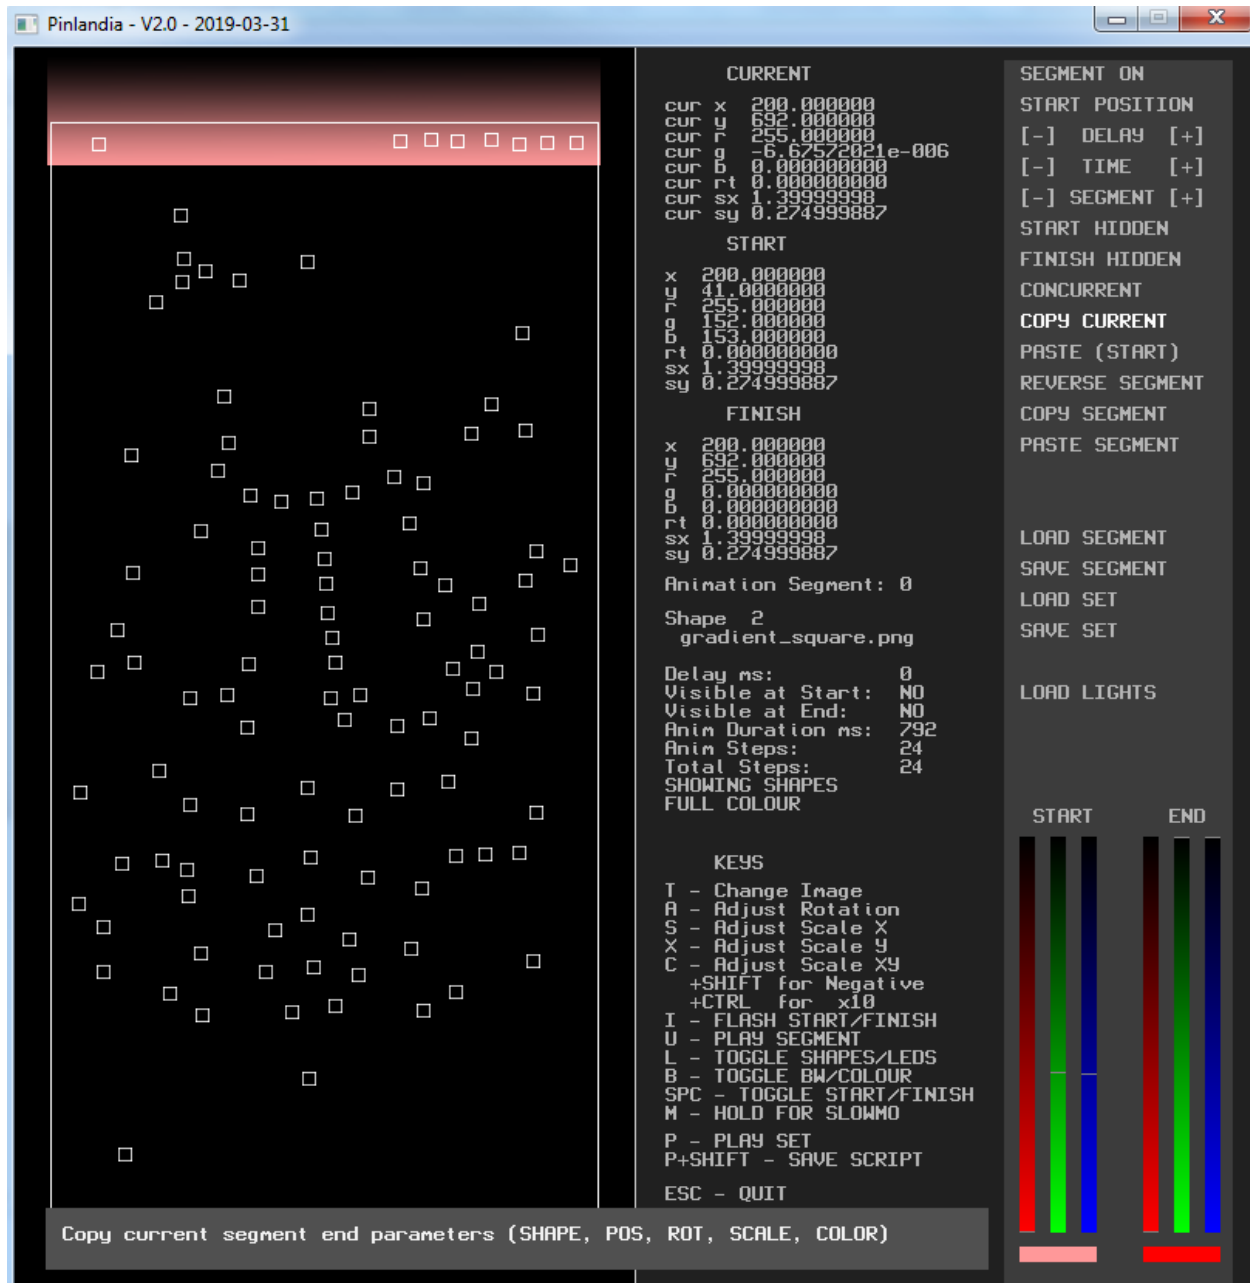 Pinlandia - V2.0 - 2019-03-31
CURRENT
cur x 200.000000
cur y 692.000000
cur r 255.000000
cur g -6.67572021e-006
cur b 0.000000000
cur rt 0.000000000
cur sx 1.39999998
cur sy 0.274999887
START
x 200.000000
y 41.0000000
r 255.000000
g 152.000000
b 153.000000
rt 0.000000000
sx 1.39999998
sy 0.274999887
FINISH
x 200.000000
y 692.000000
r 255.000000
g 0.000000000
b 0.000000000
rt 0.000000000
sx 1.39999998
sy 0.274999887
Animation Segment: 0
Shape 2
gradient_square.png
Delay ms: 0
Visible at Start: NO
Visible at End: NO
Anim Duration ms: 792
Anim Steps: 24
Total Steps: 24
SHOWING SHAPES
FULL COLOUR
KEYS
T - Change Image
A - Adjust Rotation
S - Adjust Scale X
X - Adjust Scale Y
C - Adjust Scale XY
+SHIFT for Negative
+CTRL for x10
I - FLASH START/FINISH
U - PLAY SEGMENT
L - TOGGLE SHAPES/LEDS
B - TOGGLE BW/COLOUR
SPC - TOGGLE START/FINISH
M - HOLD FOR SLOWMO
P - PLAY SET
P+SHIFT - SAVE SCRIPT
ESC - QUIT
SEGMENT ON
START POSITION
[-] DELAY [+]
[-] TIME [+]
[-] SEGMENT [+]
START HIDDEN
FINISH HIDDEN
CONCURRENT
COPY CURRENT
PASTE (START)
REVERSE SEGMENT
COPY SEGMENT
PASTE SEGMENT
LOAD SEGMENT
SAVE SEGMENT
LOAD SET
SAVE SET
LOAD LIGHTS
START END
Copy current segment end parameters (SHAPE, POS, ROT, SCALE, COLOR)